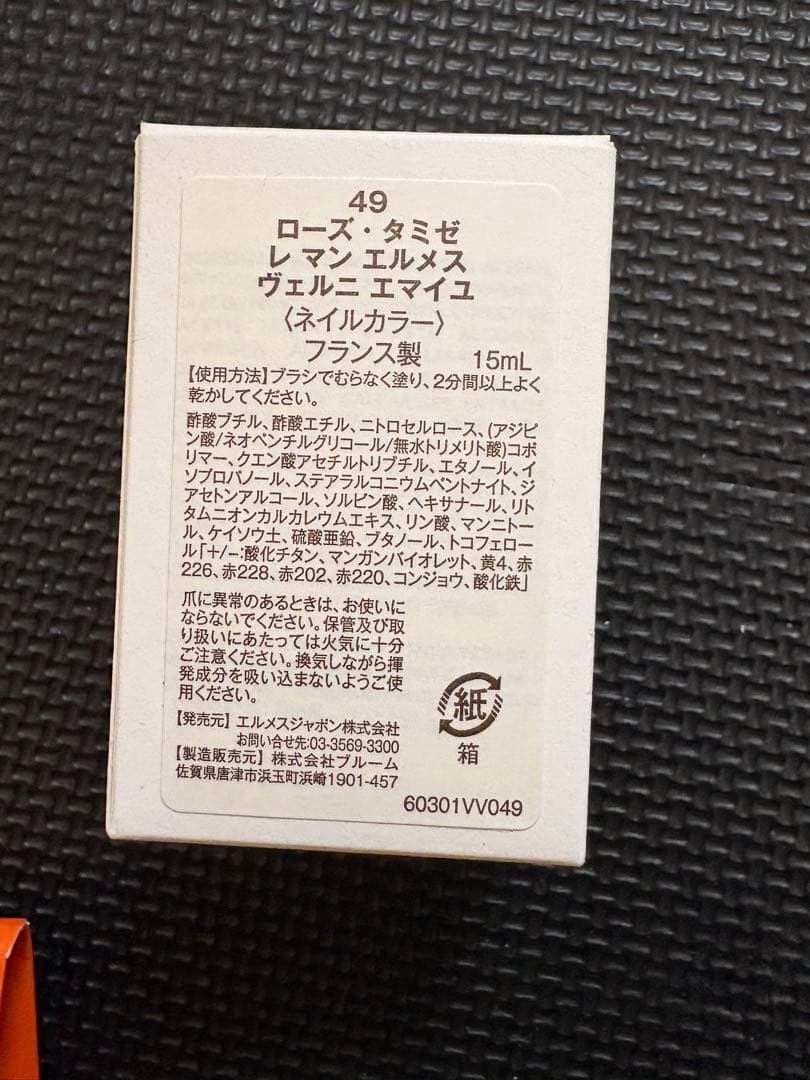 49
ローズ・タミゼ
レ マン エルメス
ヴェルニ エマイユ
〈ネイルカラー〉
フランス製 15mL
【使用方法】ブラシでむらなく塗り、2分間以上よく
乾かしてください。
酢酸ブチル、酢酸エチル、ニトロセルロース、(アジピ
ン酸/ネオペンチルグリコール/無水トリメリト酸)コポ
リマー、クエン酸アセチルトリブチル、エタノール、イ
ソプロパノール、ステアラルコニウムベントナイト、ジ
アセトンアルコール、ソルビン酸、ヘキサナール、リト
タムニオンカルカレウムエキス、リン酸、マンニトー
ル、ケイソウ土、硫酸亜鉛、ブタノール、トコフェロー
ル「+/-:酸化チタン、マンガンバイオレット、黄4、赤
226、赤228、赤202、赤220、コンジョウ、酸化鉄」
爪に異常のあるときは、お使いに
ならないでください。保管及び取
り扱いにあたっては火気に十分
ご注意ください。換気しながら揮
発成分を吸い込まないようご使
用ください。
紙
箱
【発売元】エルメスジャポン株式会社
お問い合せ先:03-3569-3300
【製造販売元】株式会社ブルーム
佐賀県唐津市浜玉町浜崎1901-457
60301VV049